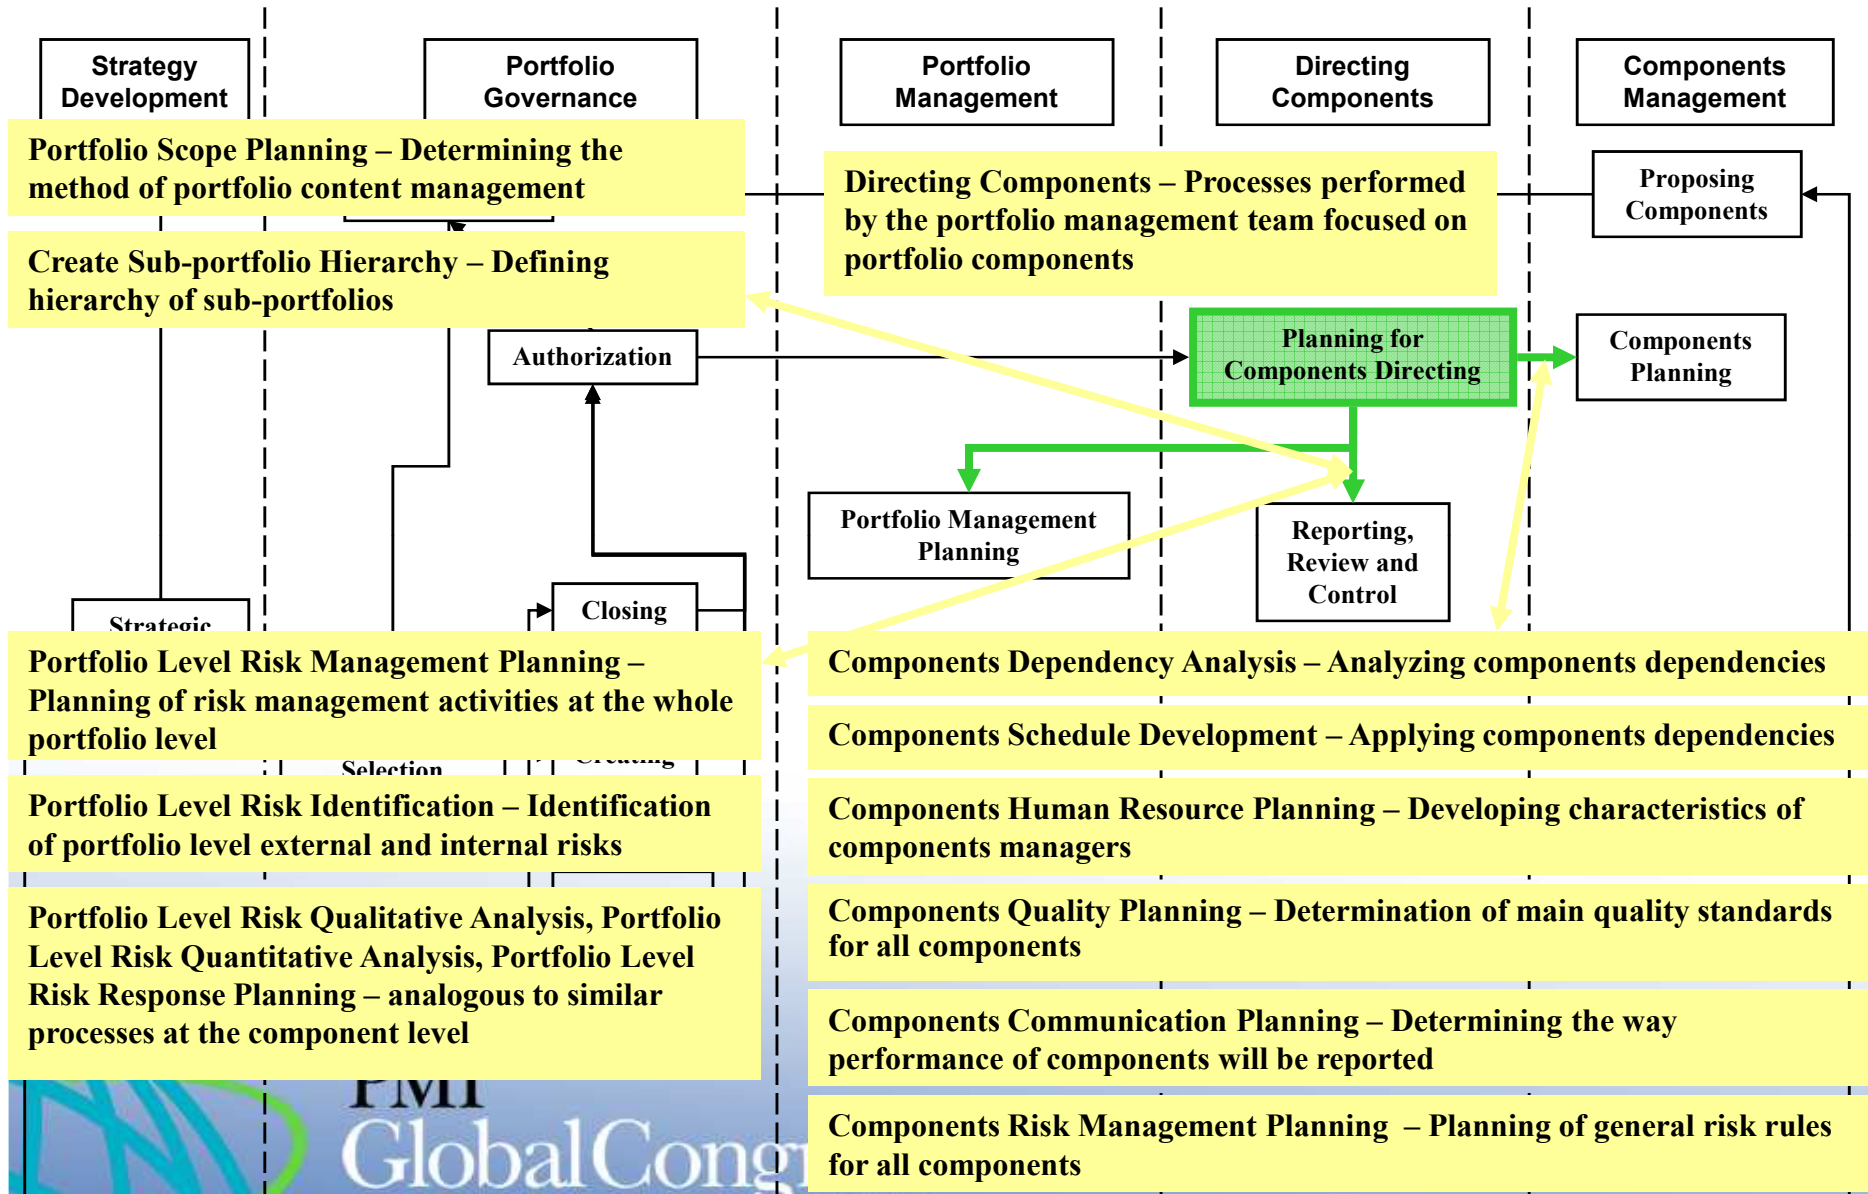 Strategy
Development
Portfolio
Governance
Portfolio
Management
Directing
Components
Components
Management
Portfolio Scope Planning – Determining the
method of portfolio content management
Directing Components – Processes performed
by the portfolio management team focused on
portfolio components
Proposing
Components
Create Sub-portfolio Hierarchy – Defining
hierarchy of sub-portfolios
Authorization
Planning for
Components Directing
Components
Planning
Portfolio Management
Planning
Reporting,
Review and
Control
Closing
Strategic
Portfolio Level Risk Management Planning –
Planning of risk management activities at the whole
portfolio level
Selection
Creating
Portfolio Level Risk Identification – Identification
of portfolio level external and internal risks
Portfolio Level Risk Qualitative Analysis, Portfolio
Level Risk Quantitative Analysis, Portfolio Level
Risk Response Planning – analogous to similar
processes at the component level
Components Dependency Analysis – Analyzing components dependencies
Components Schedule Development – Applying components dependencies
Components Human Resource Planning – Developing characteristics of
components managers
Components Quality Planning – Determination of main quality standards
for all components
Components Communication Planning – Determining the way
performance of components will be reported
Components Risk Management Planning – Planning of general risk rules
for all components
PMI
GlobalCong